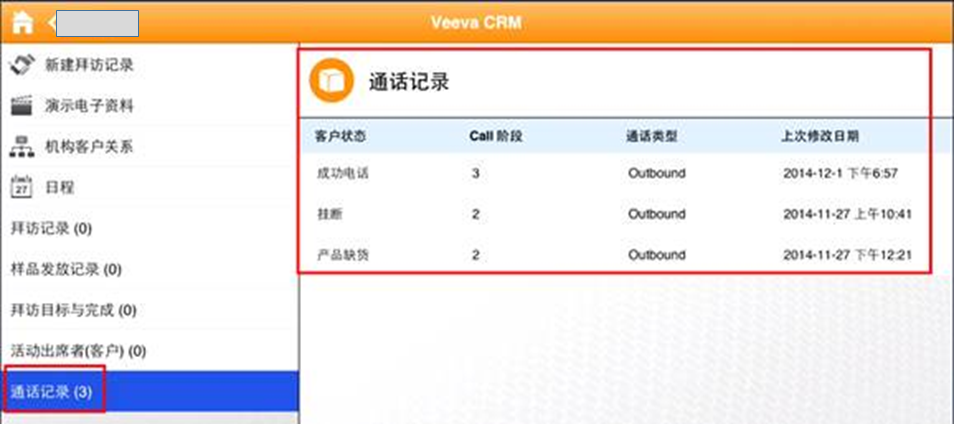 Veeva CRM
新建拜访记录
演示电子资料
机构客户关系
27 日程
拜访记录 (0)
样品发放记录 (0)
拜访目标与完成 (0)
活动出席者(客户) (0)
通话记录 (3)
通话记录
客户状态 Call 阶段 通话类型 上次修改日期
成功电话 3 Outbound 2014-12-1 下午6:57
挂断 2 Outbound 2014-11-27 上午10:41
产品缺货 2 Outbound 2014-11-27 下午12:21